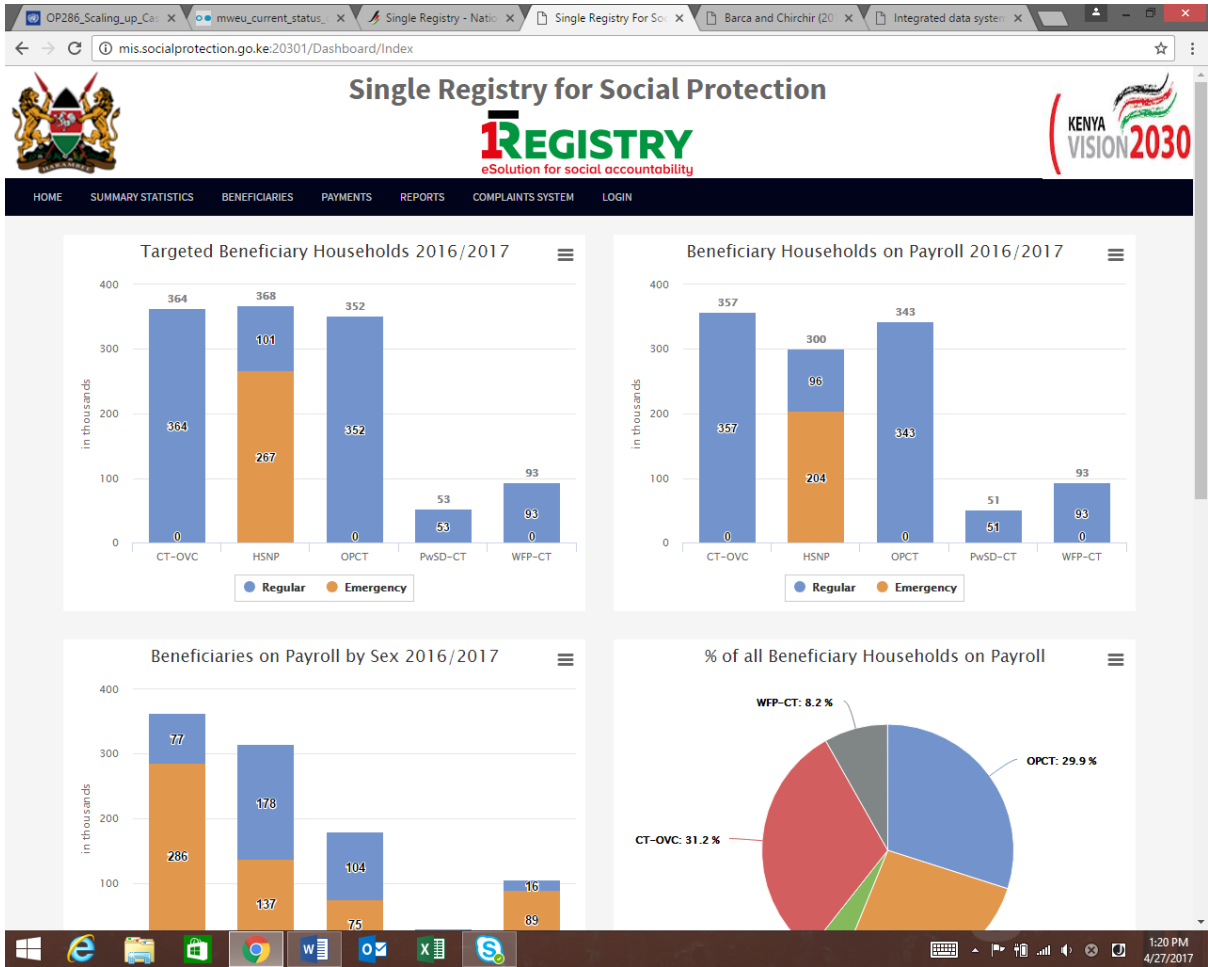 OP286_Scaling_up_Cas
mweu_current_status_
Single Registry - Natio
Single Registry For Soc
Barca and Chirchir (20
Integrated data system
mis.socialprotection.go.ke:20301/Dashboard/Index
Single Registry for Social Protection
HARAMBEE
1REGISTRY
eSolution for social accountability
KENYA
VISION 2030
HOME SUMMARY STATISTICS BENEFICIARIES PAYMENTS REPORTS COMPLAINTS SYSTEM LOGIN
Targeted Beneficiary Households 2016/2017
400
300
200
100
0
in thousands
364 368 352 53 93
364 101 352 53 93
0 267 0 0
CT-OVC HSNP OPCT PwSD-CT WFP-CT
Regular Emergency
Beneficiary Households on Payroll 2016/2017
400
300
200
100
0
in thousands
357 300 343 51 93
357 96 343 51 93
0 204 0 0
CT-OVC HSNP OPCT PwSD-CT WFP-CT
Regular Emergency
Beneficiaries on Payroll by Sex 2016/2017
400
300
200
100
in thousands
77 178 104 16
286 137 75 89
% of all Beneficiary Households on Payroll
WFP-CT: 8.2 %
OPCT: 29.9 %
CT-OVC: 31.2 %
1:20 PM
4/27/2017